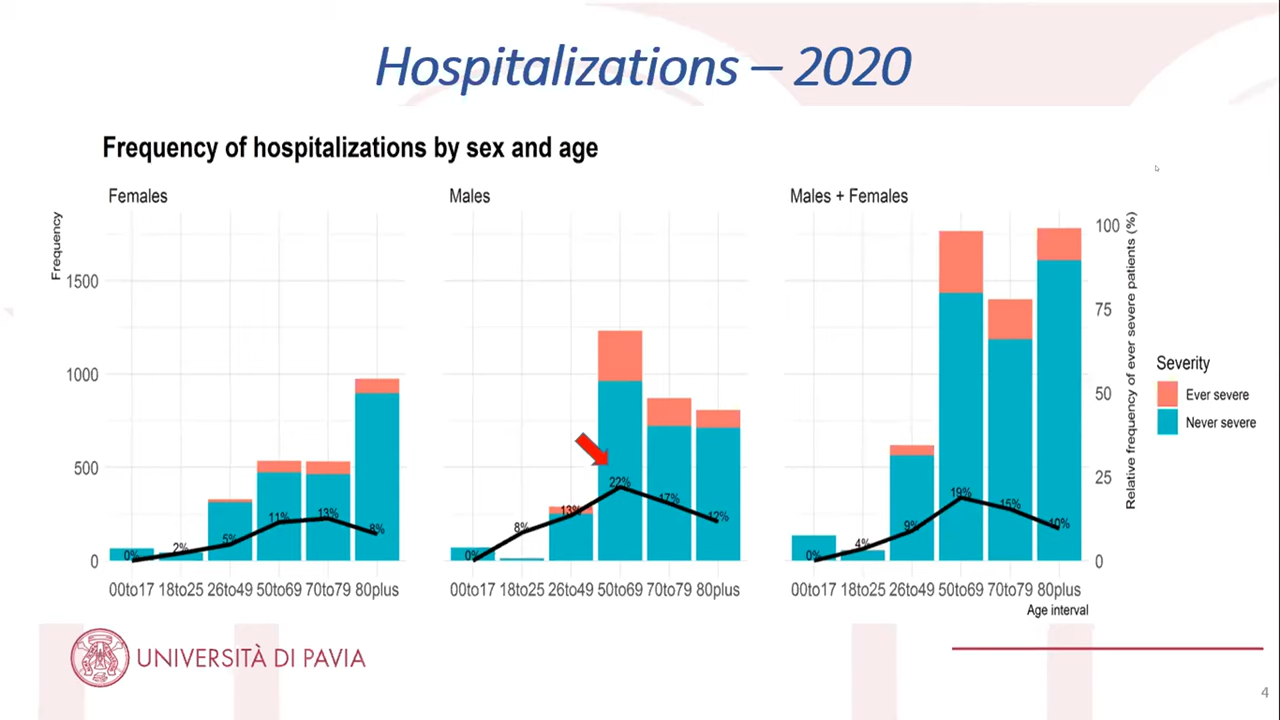 Hospitalizations – 2020
Frequency of hospitalizations by sex and age
Females
Males
Males + Females
Frequency
1500
1000
500
0
0%
2%
5%
11%
13%
8%
0%
8%
13%
22%
17%
12%
0%
4%
9%
19%
15%
10%
100
75
50
25
0
Relative frequency of ever severe patients (%)
00to17 18to25 26to49 50to69 70to79 80plus
00to17 18to25 26to49 50to69 70to79 80plus
00to17 18to25 26to49 50to69 70to79 80plus
Age interval
Severity
Ever severe
Never severe
UNIVERSITÀ DI PAVIA
4